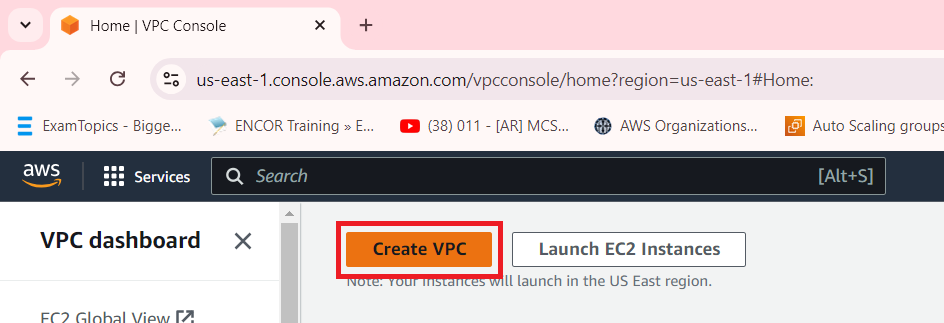 Home | VPC Console
us-east-1.console.aws.amazon.com/vpcconsole/home?region=us-east-1#Home:
ExamTopics - Bigge...
ENCOR Training » E...
(38) 011 - [AR] MCS...
AWS Organizations...
Auto Scaling groups
aws
Services
Search
[Alt+S]
VPC dashboard
Create VPC
Launch EC2 Instances
Note: Your Instances will launch in the US East region.
EC2 Global View